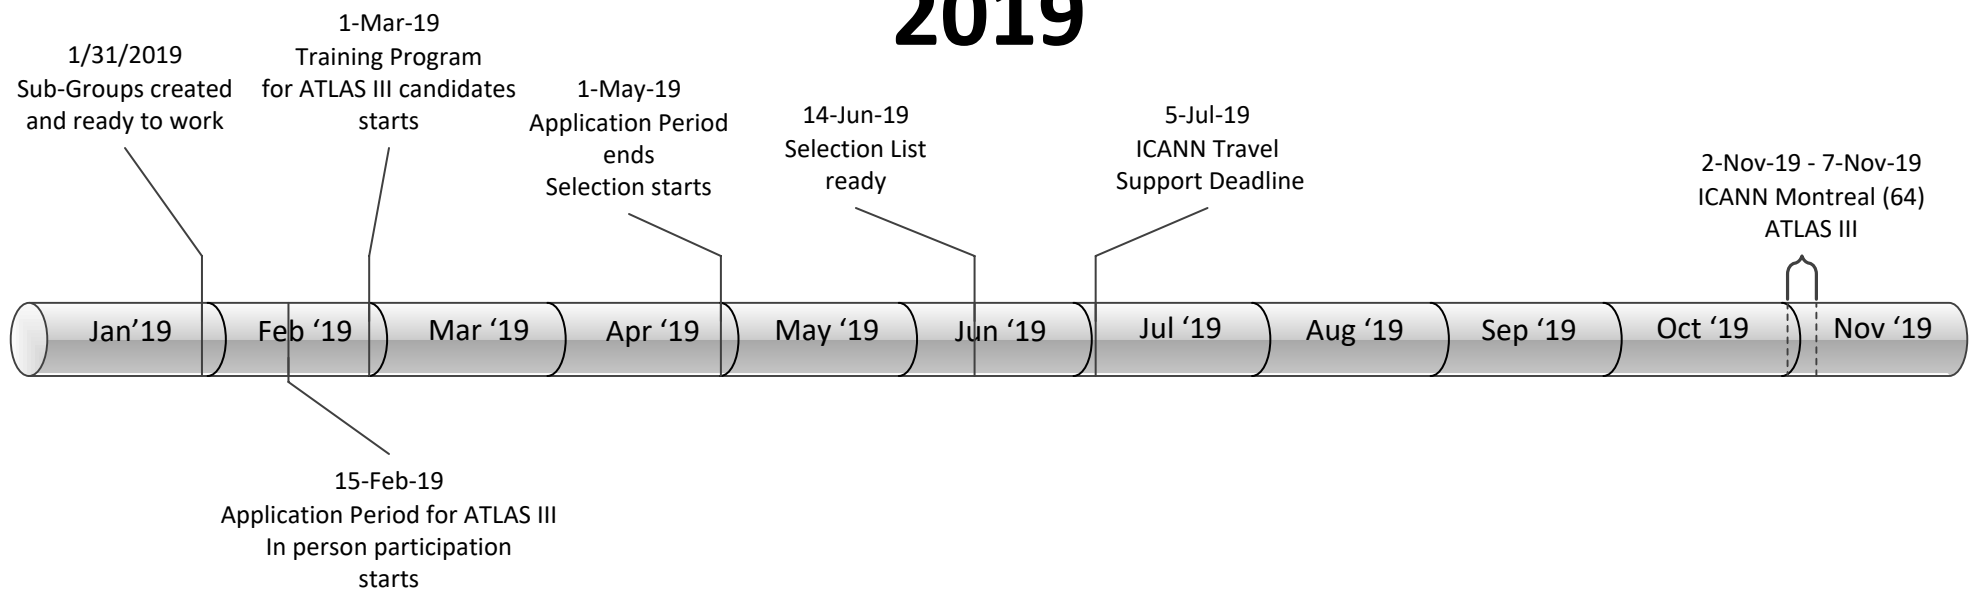 2019
1/31/2019
Sub-Groups created
and ready to work
1-Mar-19
Training Program
for ATLAS III candidates
starts
1-May-19
Application Period
ends
Selection starts
14-Jun-19
Selection List
ready
5-Jul-19
ICANN Travel
Support Deadline
2-Nov-19 - 7-Nov-19
ICANN Montreal (64)
ATLAS III
Jan’19
Feb ‘19
Mar ‘19
Apr ‘19
May ‘19
Jun ‘19
Jul ‘19
Aug ‘19
Sep ‘19
Oct ‘19
Nov ‘19
15-Feb-19
Application Period for ATLAS III
In person participation
starts